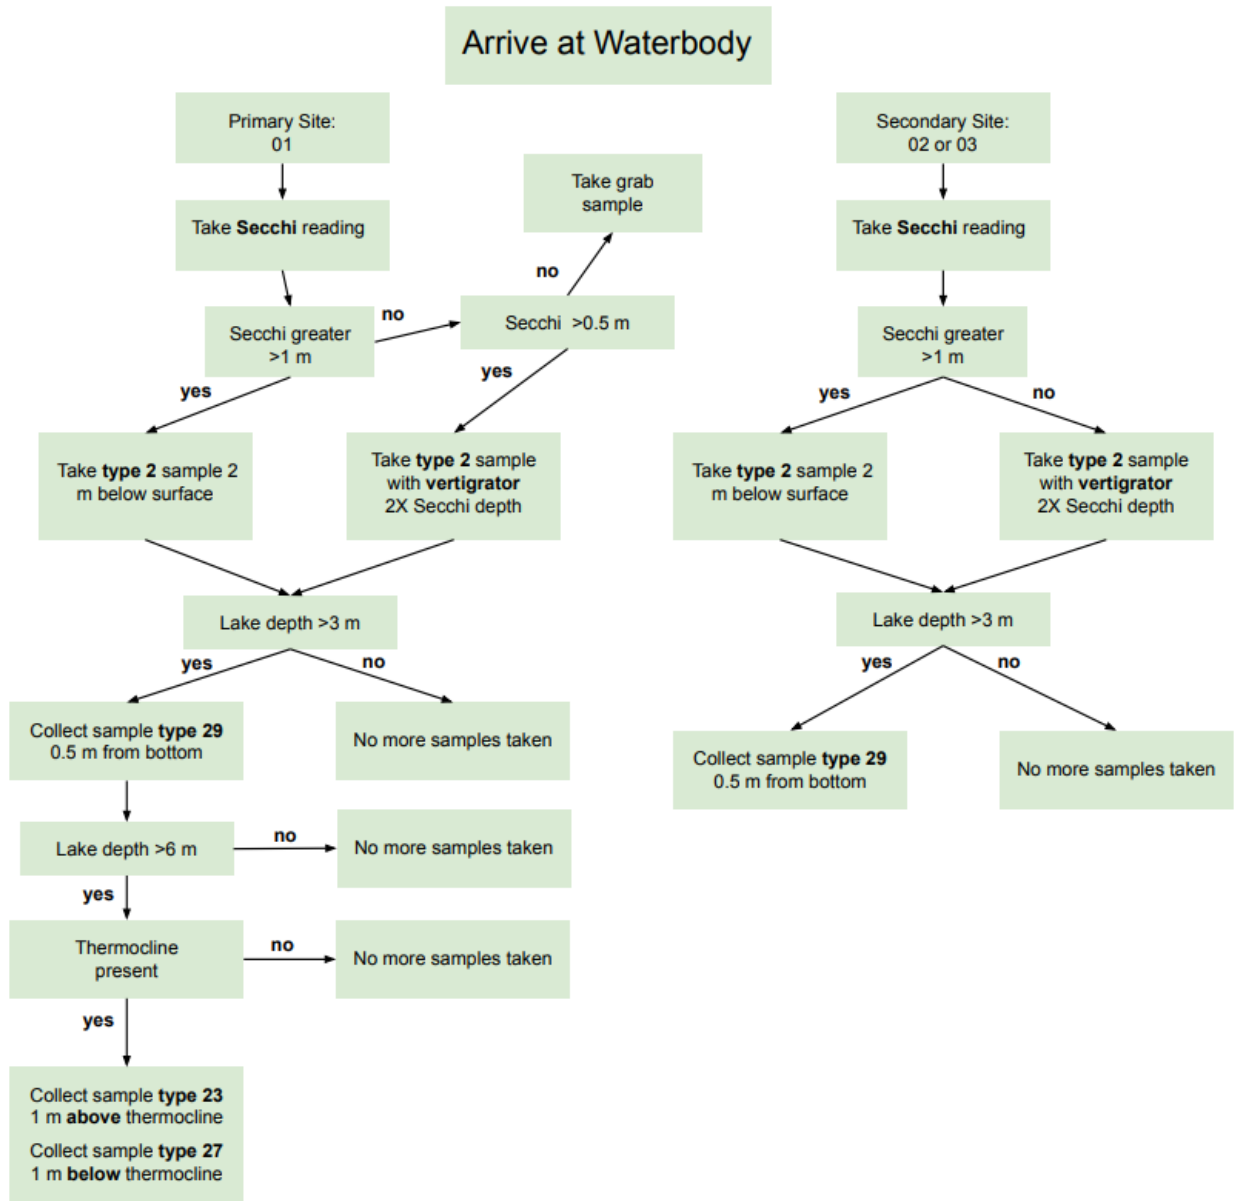 Arrive at Waterbody
Primary Site:
01
Take Secchi reading
Secchi greater
>1 m
no
Secchi >0.5 m
no
Take grab
sample
yes
yes
Take type 2 sample 2
m below surface
Take type 2 sample
with vertigrator
2X Secchi depth
Lake depth >3 m
yes
no
Collect sample type 29
0.5 m from bottom
No more samples taken
Lake depth >6 m
no
No more samples taken
yes
Thermocline
present
no
No more samples taken
yes
Collect sample type 23
1 m above thermocline
Collect sample type 27
1 m below thermocline
Secondary Site:
02 or 03
Take Secchi reading
Secchi greater
>1 m
yes
no
Take type 2 sample 2
m below surface
Take type 2 sample
with vertigrator
2X Secchi depth
Lake depth >3 m
yes
no
Collect sample type 29
0.5 m from bottom
No more samples taken